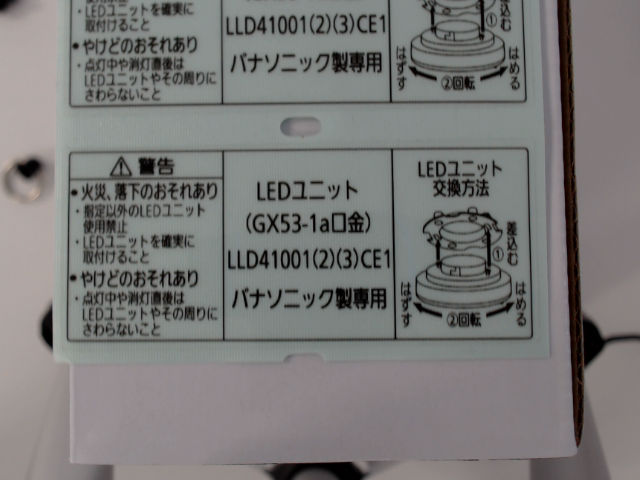 ・LEDユニットを確実に
取付けること
●やけどのおそれあり
・点灯中や消灯直後は
LEDユニットやその周りに
さわらないこと
LLD41001(2)(3)CE1
パナソニック製専用
差込む
①
はずす
はめる
②回転
⚠警告
●火災、落下のおそれあり
・指定以外のLEDユニット
使用禁止
・LEDユニットを確実に
取付けること
●やけどのおそれあり
・点灯中や消灯直後は
LEDユニットやその周りに
さわらないこと
LEDユニット
(GX53-1a口金)
LLD41001(2)(3)CE1
パナソニック製専用
LEDユニット
交換方法
差込む
①
はずす
はめる
②回転